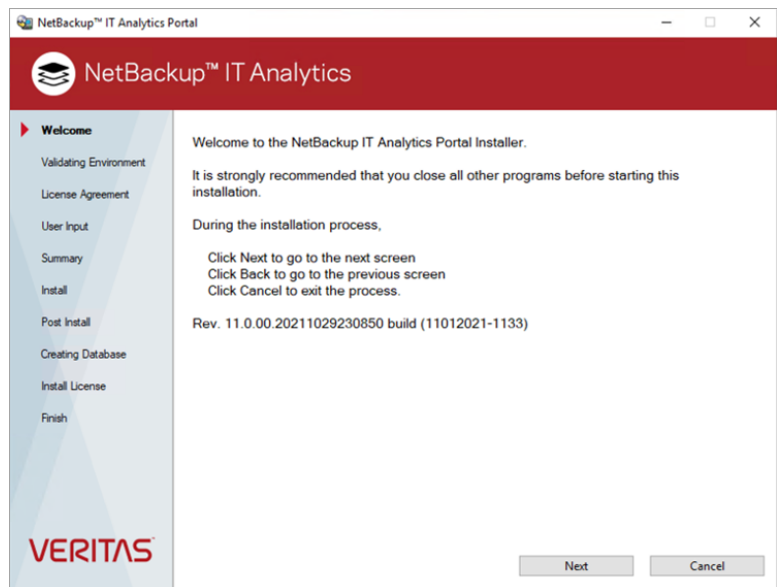 NetBackup™ IT Analytics Portal
NetBackup™ IT Analytics
Welcome
Validating Environment
License Agreement
User Input
Summary
Install
Post Install
Creating Database
Install License
Finish
VERITAS
Welcome to the NetBackup IT Analytics Portal Installer.
It is strongly recommended that you close all other programs before starting this
installation.
During the installation process,
Click Next to go to the next screen
Click Back to go to the previous screen
Click Cancel to exit the process.
Rev. 11.0.00.20211029230850 build (11012021-1133)
Next
Cancel